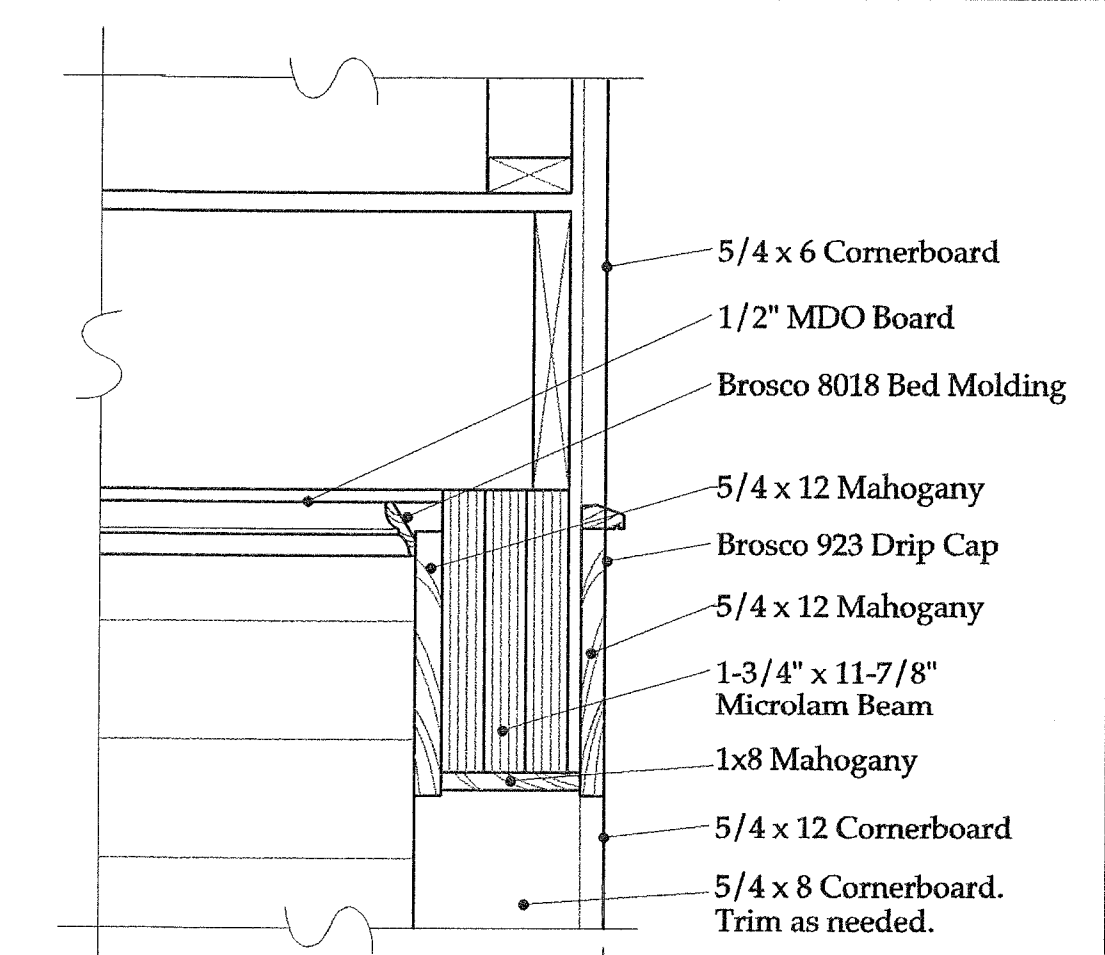 5/4 x 6 Cornerboard
1/2" MDO Board
Brosco 8018 Bed Molding
5/4 x 12 Mahogany
Brosco 923 Drip Cap
5/4 x 12 Mahogany
1-3/4" x 11-7/8"
Microlam Beam
1x8 Mahogany
5/4 x 12 Cornerboard
5/4 x 8 Cornerboard.
Trim as needed.